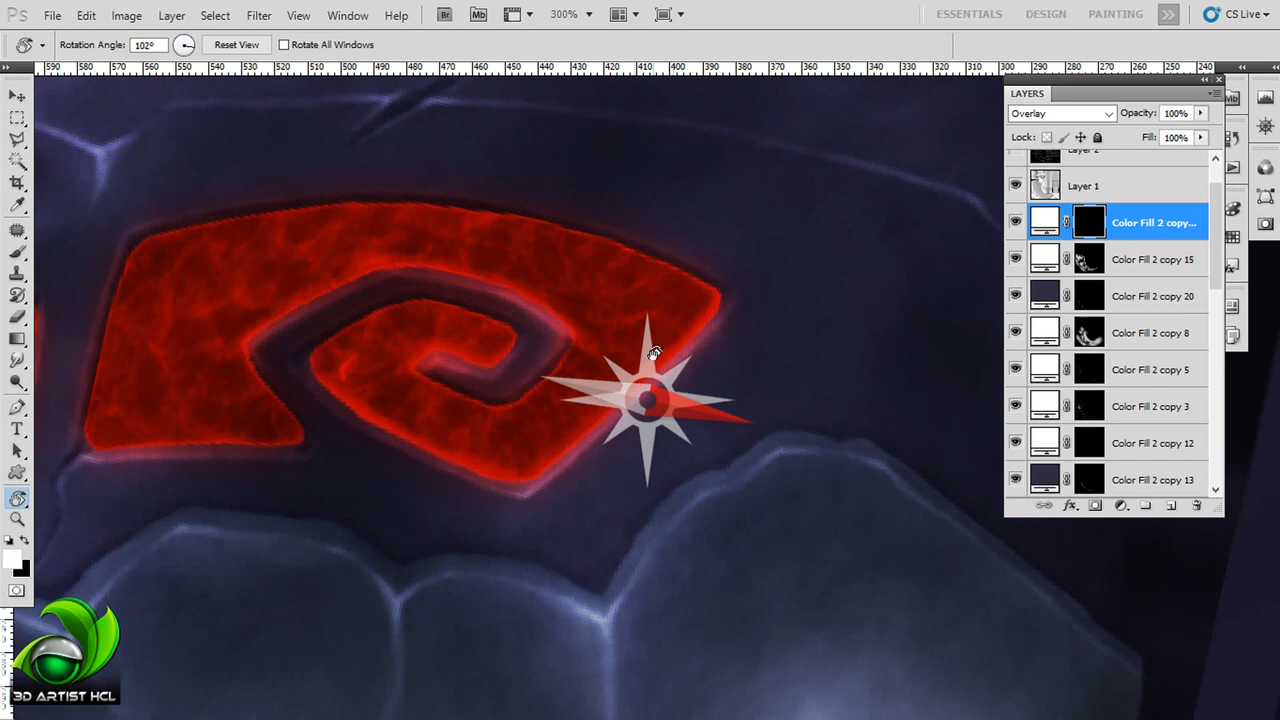 Ps File Edit Image Layer Select Filter View Window Help Br Mb 300% ESSENTIALS DESIGN PAINTING CS Live
Rotation Angle: 102° Reset View Rotate All Windows
590 580 570 560 550 540 530 520 510 500 490 480 470 460 450 440 430 420 410 400 390 380 370 360 350 340 330 320 310 300 290 280 270 260 250 240
LAYERS
Overlay Opacity: 100%
Lock: Fill: 100%
Layer 2
Layer 1
Color Fill 2 copy...
Color Fill 2 copy 15
Color Fill 2 copy 20
Color Fill 2 copy 8
Color Fill 2 copy 5
Color Fill 2 copy 3
Color Fill 2 copy 12
Color Fill 2 copy 13
3D ARTIST HCL